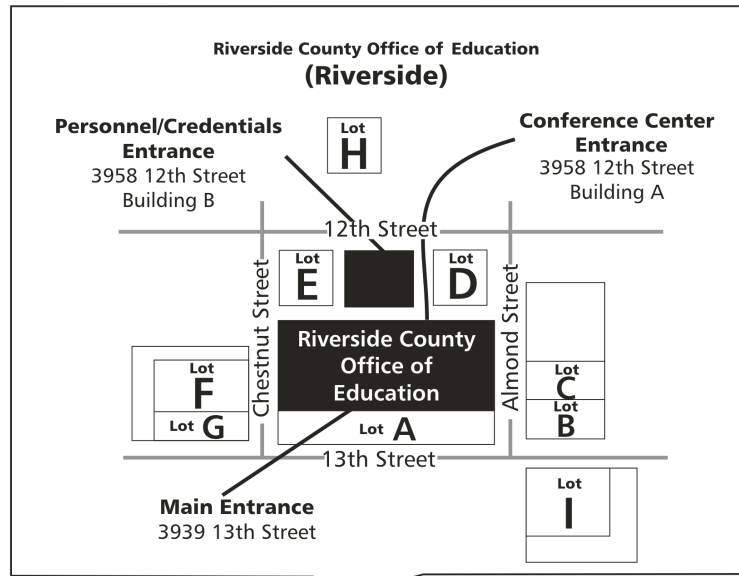 Riverside County Office of Education
(Riverside)
Personnel/Credentials
Entrance
3958 12th Street
Building B
Lot
H
Conference Center
Entrance
3958 12th Street
Building A
12th Street
Lot
E
Lot
D
Chestnut Street
Almond Street
Riverside County
Office of
Education
Lot
F
Lot G
Lot A
Lot
C
Lot
B
13th Street
Main Entrance
3939 13th Street
Lot
I